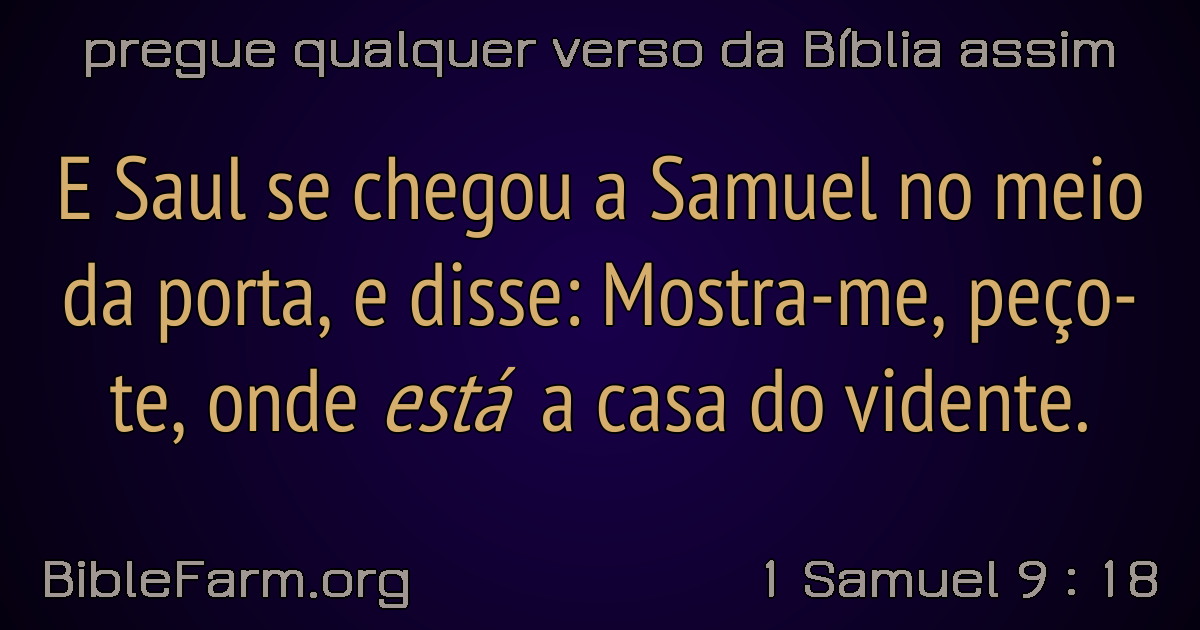 pregue qualquer verso da Bíblia assim
E Saul se chegou a Samuel no meio
da porta, e disse: Mostra-me, peço-
te, onde está a casa do vidente.
BibleFarm.org
1 Samuel 9 : 18